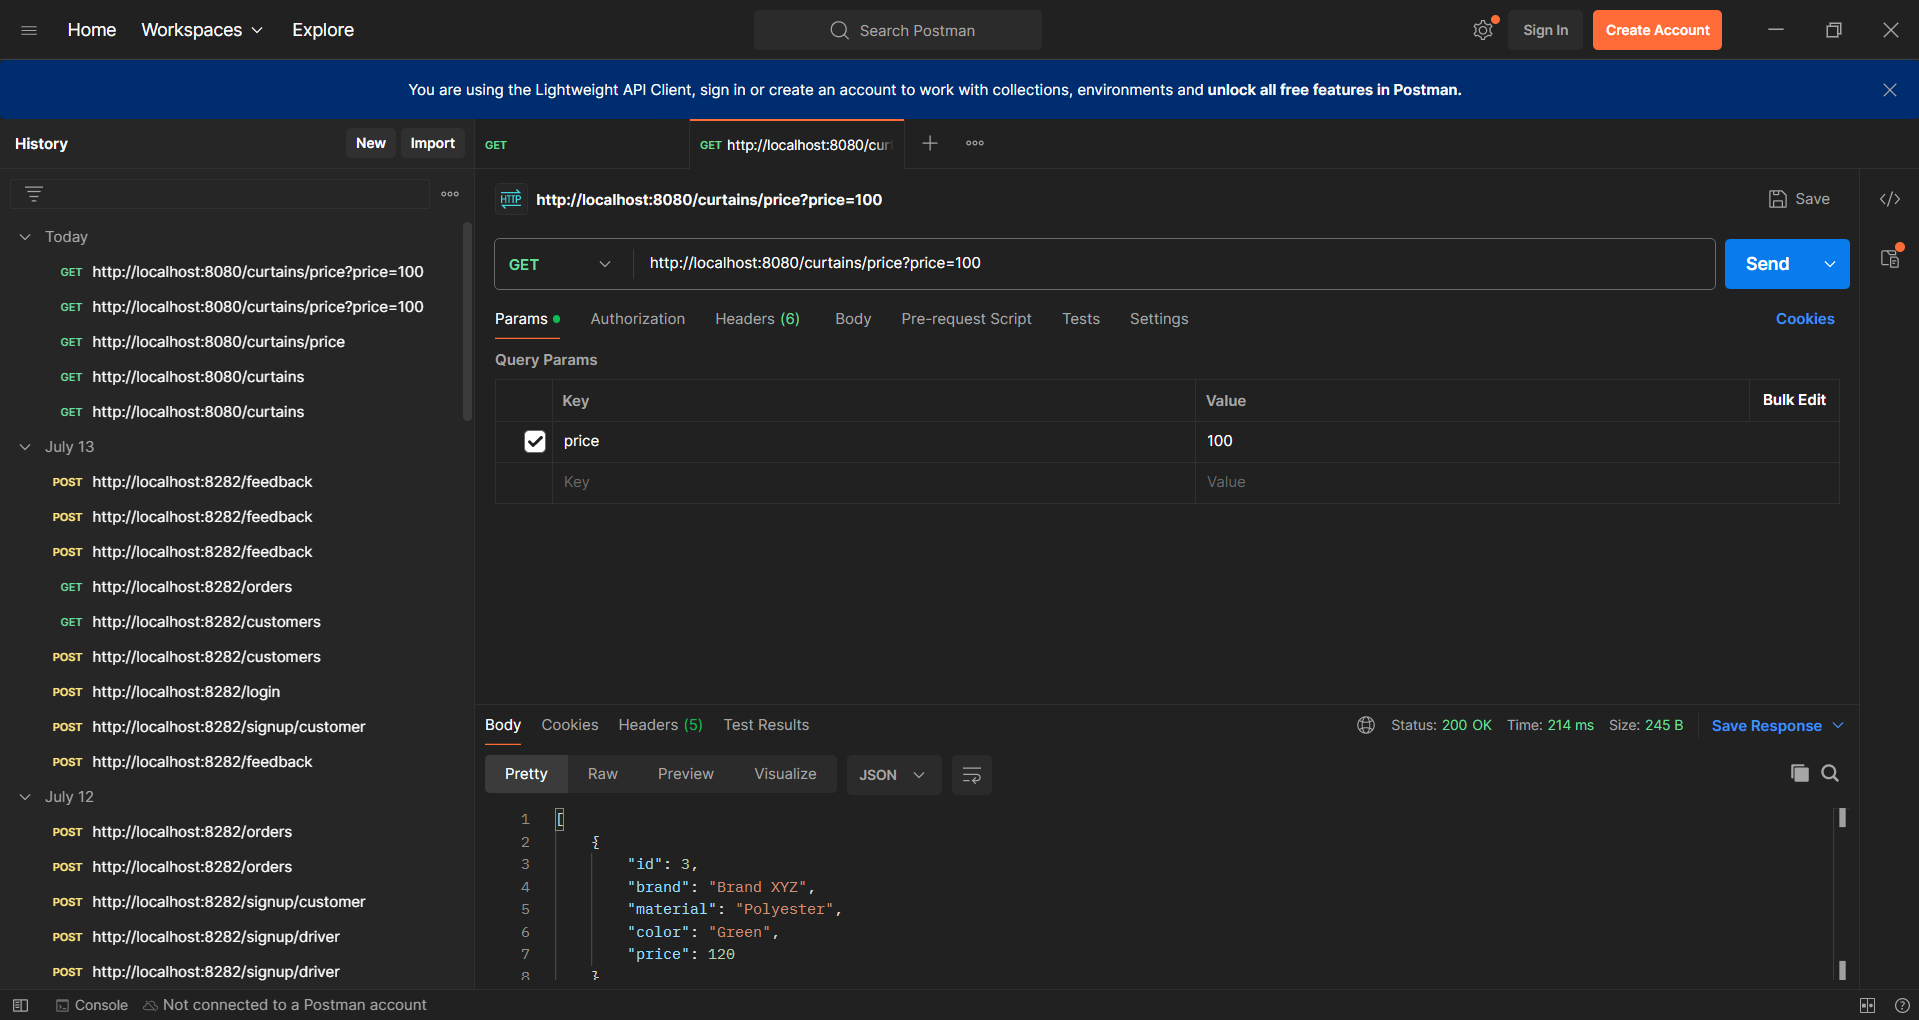 Home Workspaces Explore Search Postman Sign In Create Account
You are using the Lightweight API Client, sign in or create an account to work with collections, environments and unlock all free features in Postman.
History New Import
GET
GET http://localhost:8080/cur
Today
GET http://localhost:8080/curtains/price?price=100
GET http://localhost:8080/curtains/price?price=100
GET http://localhost:8080/curtains/price
GET http://localhost:8080/curtains
GET http://localhost:8080/curtains
July 13
POST http://localhost:8282/feedback
POST http://localhost:8282/feedback
POST http://localhost:8282/feedback
GET http://localhost:8282/orders
GET http://localhost:8282/customers
POST http://localhost:8282/customers
POST http://localhost:8282/login
POST http://localhost:8282/signup/customer
POST http://localhost:8282/feedback
July 12
POST http://localhost:8282/orders
POST http://localhost:8282/orders
POST http://localhost:8282/signup/customer
POST http://localhost:8282/signup/driver
POST http://localhost:8282/signup/driver
HTTP http://localhost:8080/curtains/price?price=100 Save
GET http://localhost:8080/curtains/price?price=100 Send
Params Authorization Headers (6) Body Pre-request Script Tests Settings Cookies
Query Params
Key Value Bulk Edit
price 100
Key Value
Body Cookies Headers (5) Test Results Status: 200 OK Time: 214 ms Size: 245 B Save Response
Pretty Raw Preview Visualize JSON
1 [
2 {
3 "id": 3,
4 "brand": "Brand XYZ",
5 "material": "Polyester",
6 "color": "Green",
7 "price": 120
8 }
Console Not connected to a Postman account